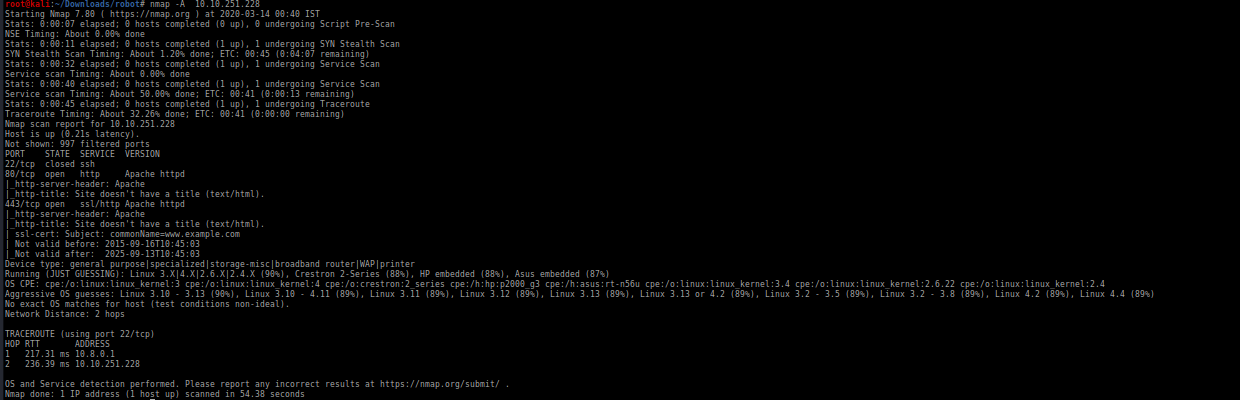 root@kali:~/Downloads/robot# nmap -A  10.10.251.228
Starting Nmap 7.80 ( https://nmap.org ) at 2020-03-14 00:40 IST
Stats: 0:00:07 elapsed; 0 hosts completed (0 up), 0 undergoing Script Pre-Scan
NSE Timing: About 0.00% done
Stats: 0:00:11 elapsed; 0 hosts completed (1 up), 1 undergoing SYN Stealth Scan
SYN Stealth Scan Timing: About 1.20% done; ETC: 00:45 (0:04:07 remaining)
Stats: 0:00:32 elapsed; 0 hosts completed (1 up), 1 undergoing Service Scan
Service scan Timing: About 0.00% done
Stats: 0:00:40 elapsed; 0 hosts completed (1 up), 1 undergoing Service Scan
Service scan Timing: About 50.00% done; ETC: 00:41 (0:00:13 remaining)
Stats: 0:00:45 elapsed; 0 hosts completed (1 up), 1 undergoing Traceroute
Traceroute Timing: About 32.26% done; ETC: 00:41 (0:00:00 remaining)
Nmap scan report for 10.10.251.228
Host is up (0.21s latency).
Not shown: 997 filtered ports
PORT    STATE  SERVICE  VERSION
22/tcp  closed ssh
80/tcp  open   http     Apache httpd
|_http-server-header: Apache
|_http-title: Site doesn't have a title (text/html).
443/tcp open   ssl/http Apache httpd
|_http-server-header: Apache
|_http-title: Site doesn't have a title (text/html).
| ssl-cert: Subject: commonName=www.example.com
| Not valid before: 2015-09-16T10:45:03
|_Not valid after:  2025-09-13T10:45:03
Device type: general purpose|specialized|storage-misc|broadband router|WAP|printer
Running (JUST GUESSING): Linux 3.X|4.X|2.6.X|2.4.X (90%), Crestron 2-Series (88%), HP embedded (88%), Asus embedded (87%)
OS CPE: cpe:/o:linux:linux_kernel:3 cpe:/o:linux:linux_kernel:4 cpe:/o:crestron:2_series cpe:/h:hp:p2000_g3 cpe:/h:asus:rt-n56u cpe:/o:linux:linux_kernel:3.4 cpe:/o:linux:linux_kernel:2.6.22 cpe:/o:linux:linux_kernel:2.4
Aggressive OS guesses: Linux 3.10 - 3.13 (90%), Linux 3.10 - 4.11 (89%), Linux 3.11 (89%), Linux 3.12 (89%), Linux 3.13 (89%), Linux 3.13 or 4.2 (89%), Linux 3.2 - 3.5 (89%), Linux 3.2 - 3.8 (89%), Linux 4.2 (89%), Linux 4.4 (89%)
No exact OS matches for host (test conditions non-ideal).
Network Distance: 2 hops
TRACEROUTE (using port 22/tcp)
HOP RTT       ADDRESS
1   217.31 ms 10.8.0.1
2   236.39 ms 10.10.251.228
OS and Service detection performed. Please report any incorrect results at https://nmap.org/submit/ .
Nmap done: 1 IP address (1 host up) scanned in 54.38 seconds